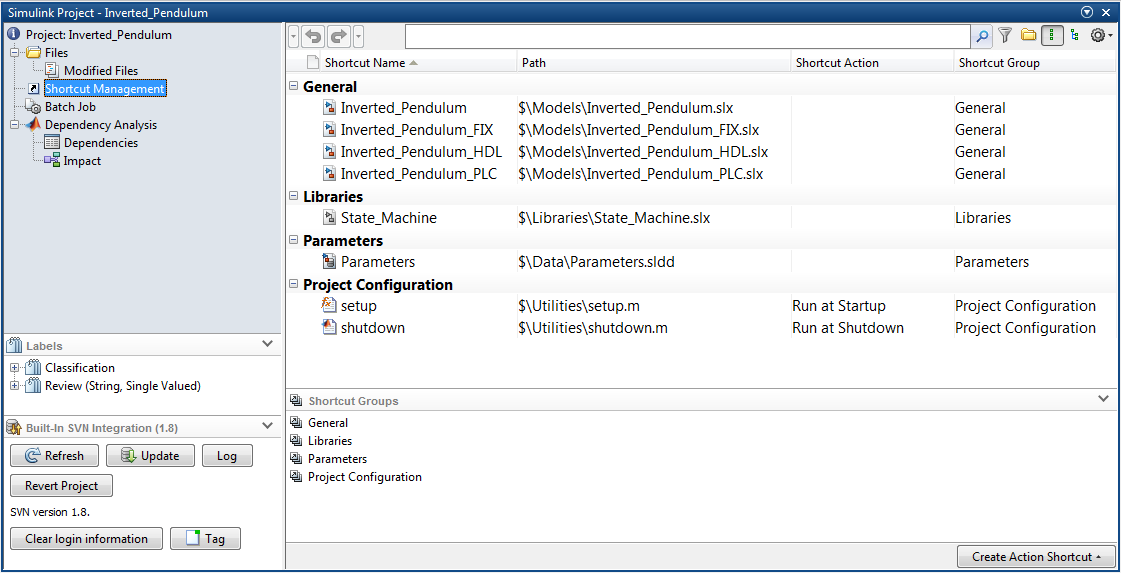 Simulink Project - Inverted_Pendulum
Project: Inverted_Pendulum
Files
Modified Files
Shortcut Management
Batch Job
Dependency Analysis
Dependencies
Impact
Labels
Classification
Review (String, Single Valued)
Built-In SVN Integration (1.8)
Refresh Update Log
Revert Project
SVN version 1.8.
Clear login information Tag
Shortcut Name Path Shortcut Action Shortcut Group
General
Inverted_Pendulum $\Models\Inverted_Pendulum.slx General
Inverted_Pendulum_FIX $\Models\Inverted_Pendulum_FIX.slx General
Inverted_Pendulum_HDL $\Models\Inverted_Pendulum_HDL.slx General
Inverted_Pendulum_PLC $\Models\Inverted_Pendulum_PLC.slx General
Libraries
State_Machine $\Libraries\State_Machine.slx Libraries
Parameters
Parameters $\Data\Parameters.sldd Parameters
Project Configuration
setup $\Utilities\setup.m Run at Startup Project Configuration
shutdown $\Utilities\shutdown.m Run at Shutdown Project Configuration
Shortcut Groups
General
Libraries
Parameters
Project Configuration
Create Action Shortcut